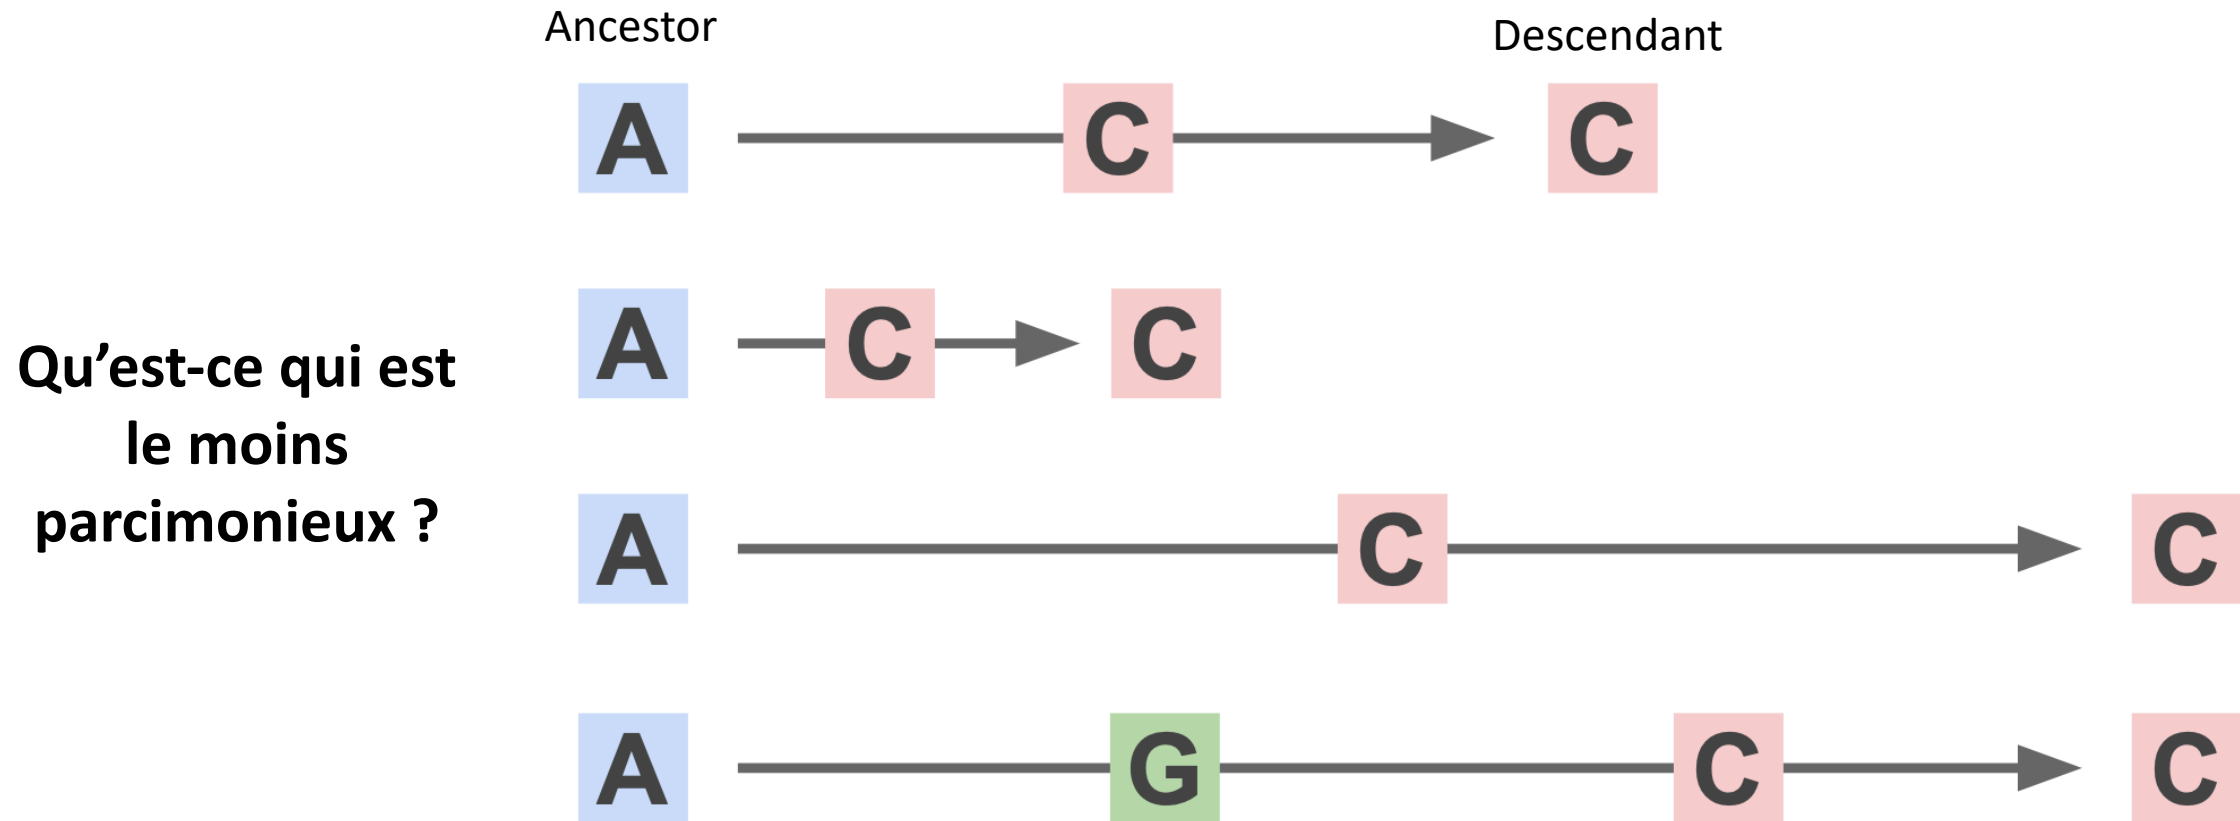 Ancestor Descendant
A C C
A C C
Qu’est-ce qui est
le moins
parcimonieux ?
A C C
A G C C